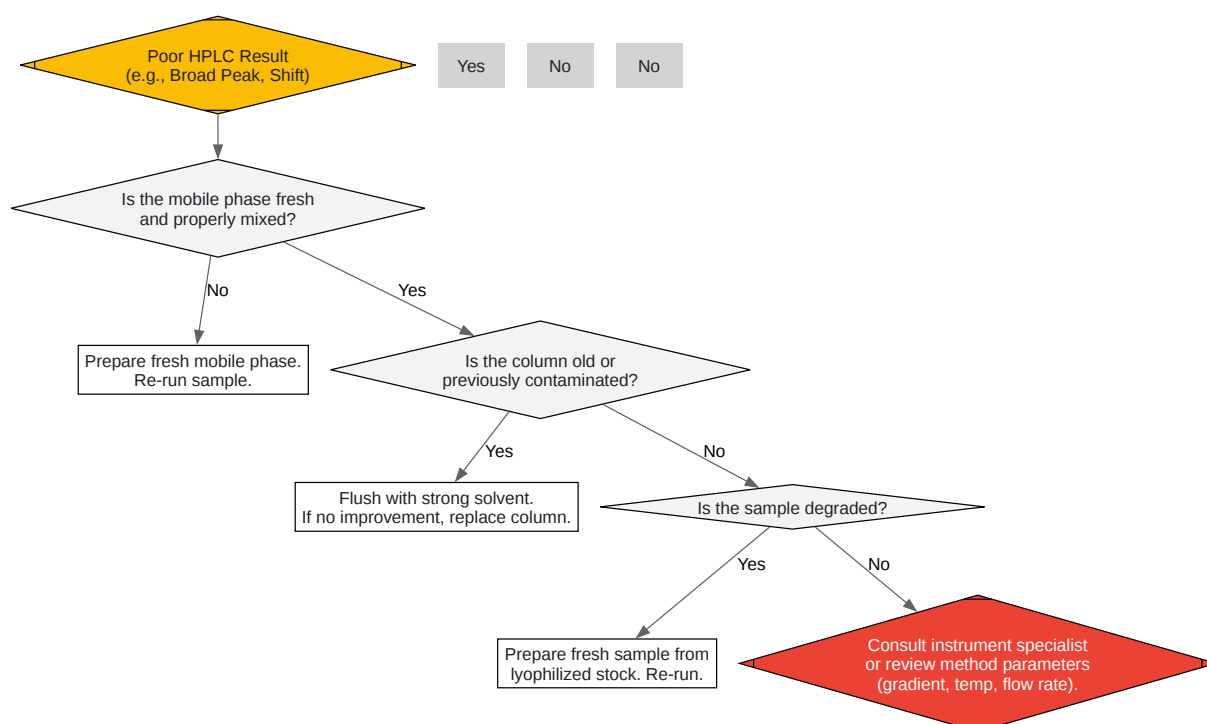 Poor HPLC Result
(e.g., Broad Peak, Shift)
Yes
No
No
Is the mobile phase fresh
and properly mixed?
No
Yes
Prepare fresh mobile phase.
Re-run sample.
Is the column old or
previously contaminated?
Yes
No
Flush with strong solvent.
If no improvement, replace column.
Is the sample degraded?
Yes
No
Prepare fresh sample from
lyophilized stock. Re-run.
Consult instrument specialist
or review method parameters
(gradient, temp, flow rate).